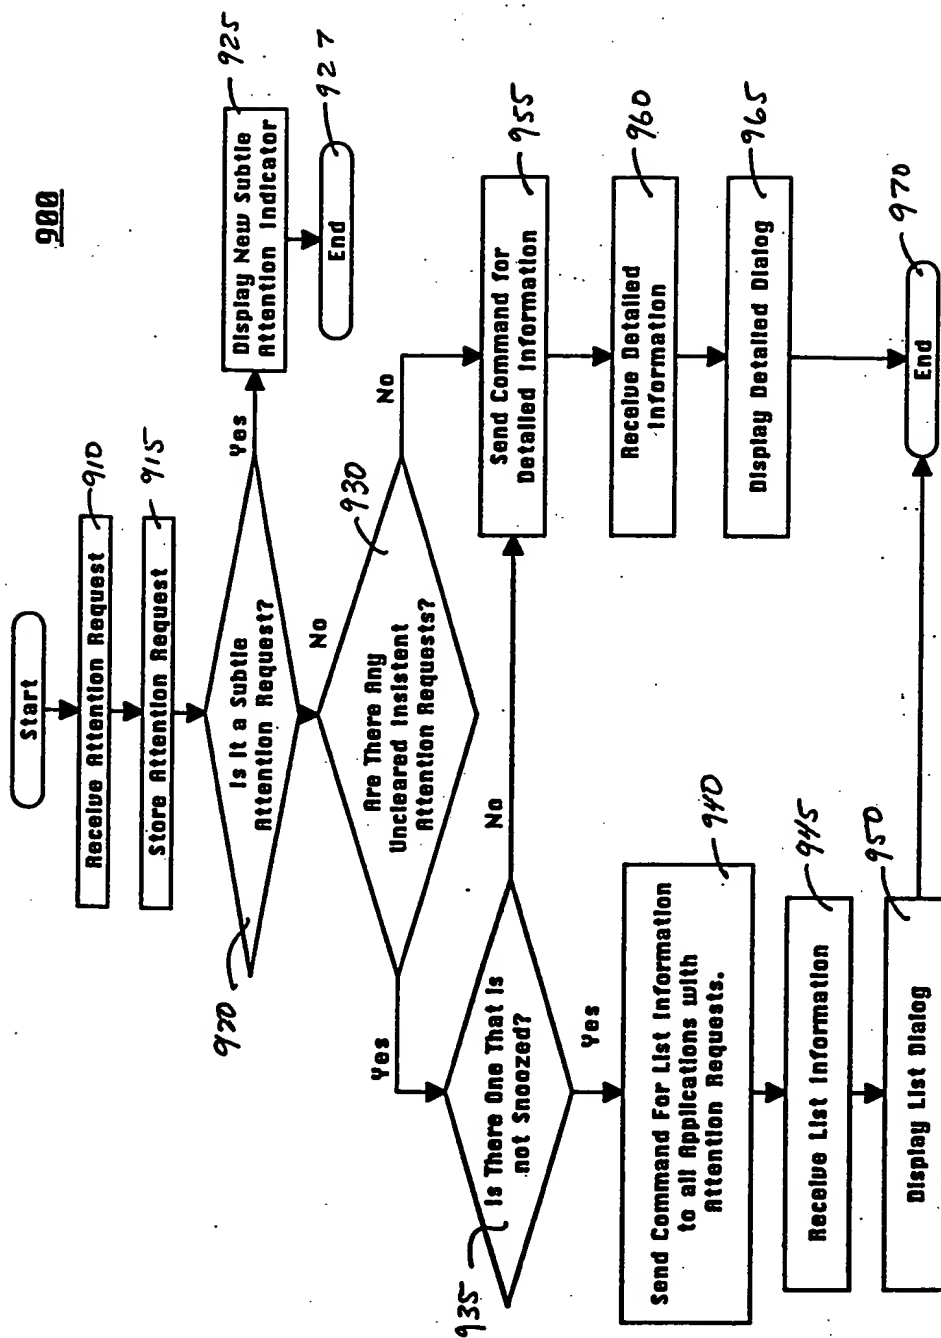 900
Start
Receive Attention Request
910
Store Attention Request
915
Is it a Subtle
Attention Request?
920
Yes
Display New Subtle
Attention Indicator
925
End
927
No
Are There Any
Uncleared Insistent
Attention Requests?
930
No
Yes
Is There One That is
not Snoozed?
935
No
Yes
Send Command For List Information
to all Applications with
Attention Requests.
940
Receive List Information
945
Display List Dialog
950
Send Command for
Detailed Information
955
Receive Detailed
Information
960
Display Detailed Dialog
965
End
970